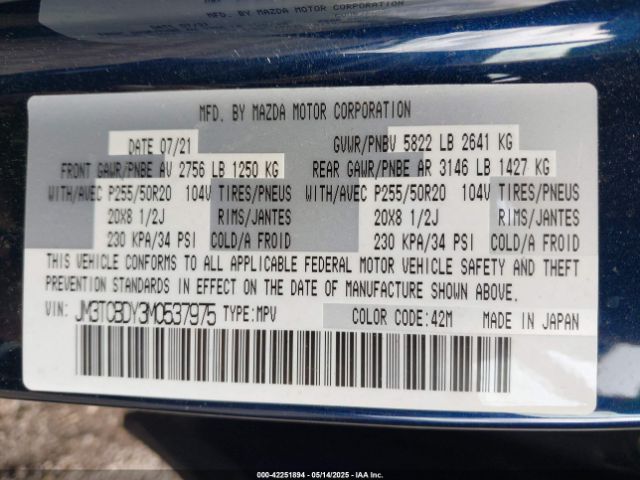 MFD. BY MAZDA MOTOR CORPORATION
DATE 07/21 GVWR/PNBV 5822 LB 2641 KG
FRONT GAWR/PNBE AV 2756 LB 1250 KG REAR GAWR/PNBE AR 3146 LB 1427 KG
WITH/AVEC P255/50R20 104V TIRES/PNEUS WITH/AVEC P255/50R20 104V TIRES/PNEUS
20X8 1/2J RIMS/JANTES 20X8 1/2J RIMS/JANTES
230 KPA/34 PSI COLD/A FROID 230 KPA/34 PSI COLD/A FROID
THIS VEHICLE CONFORMS TO ALL APPLICABLE FEDERAL MOTOR VEHICLE SAFETY AND THEFT
PREVENTION STANDARDS IN EFFECT ON THE DATE OF MANUFACTURE SHOWN ABOVE.
VIN: JM3TCBDY3M0537975 TYPE:MPV COLOR CODE:42M MADE IN JAPAN
000-42251894 - 05/14/2025 - IAA, Inc.